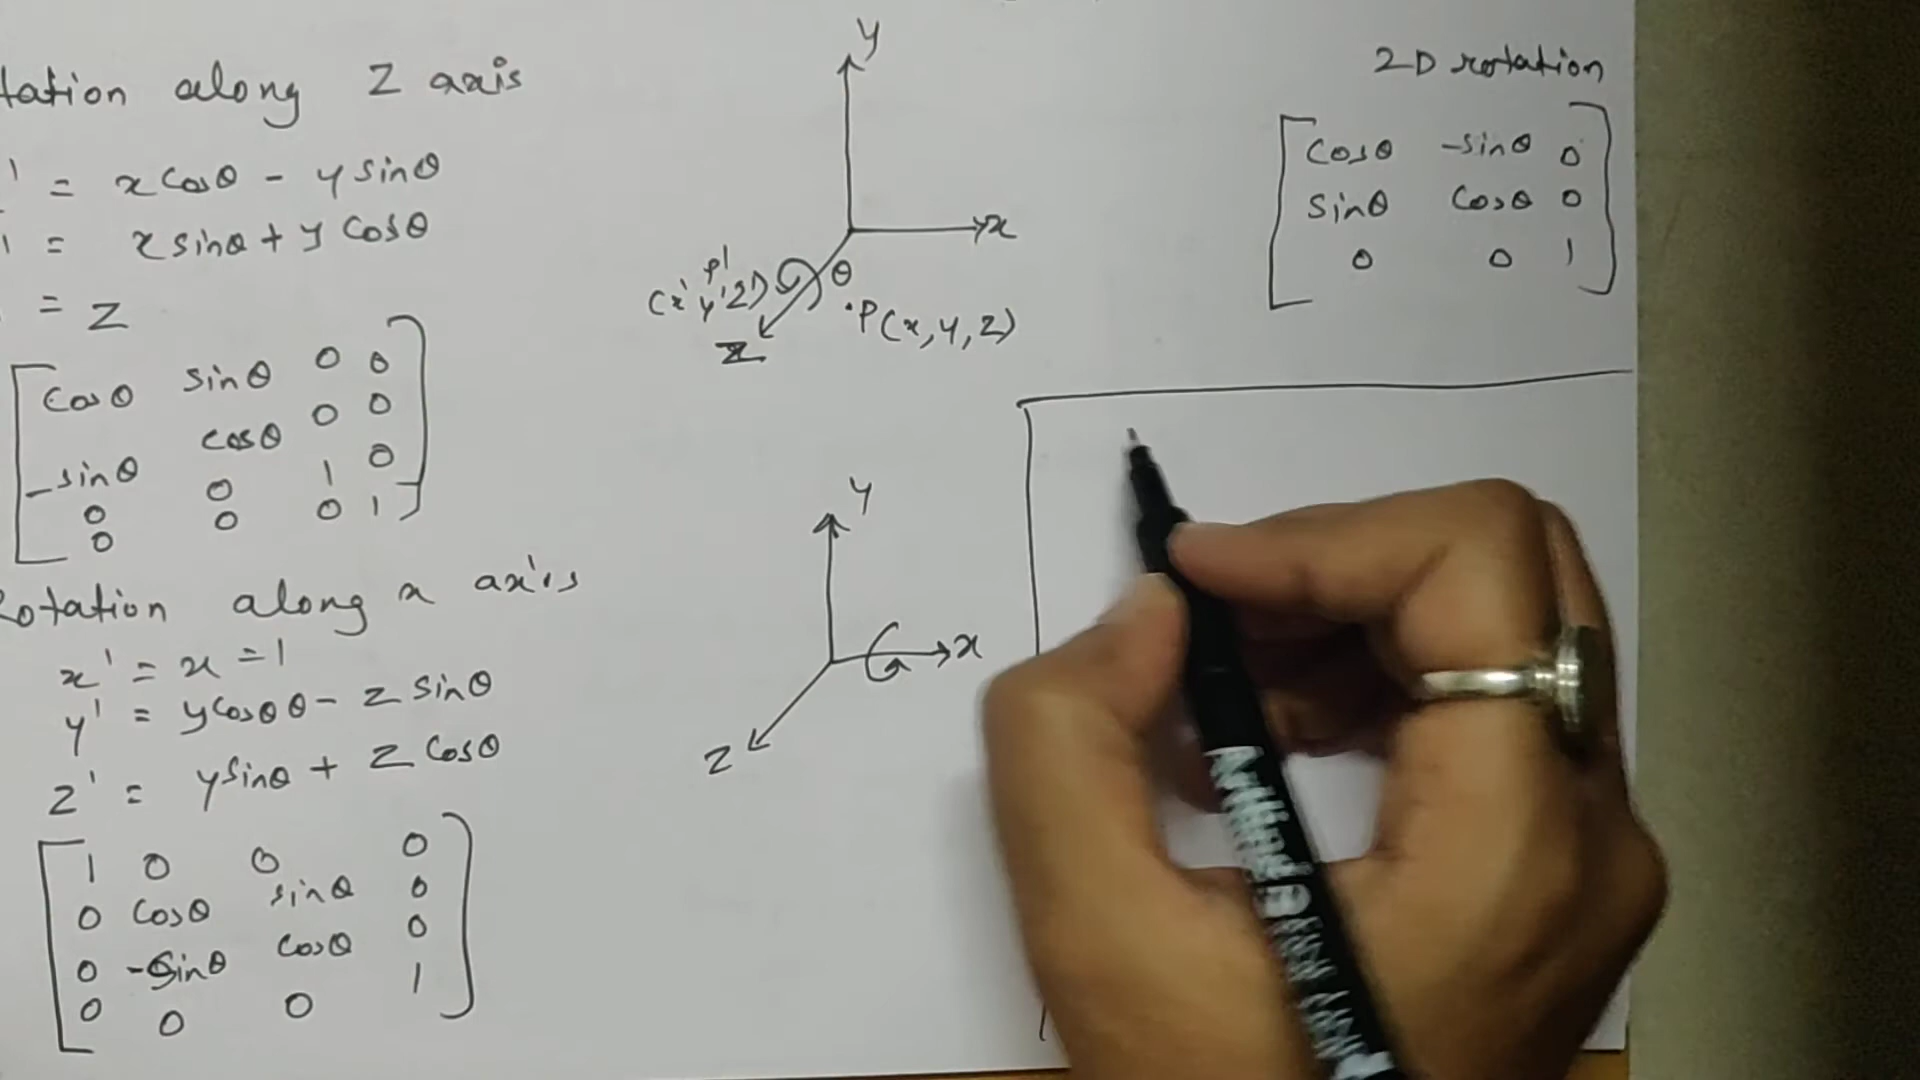 tation along Z axis
' = x cosθ - y sinθ
' = x sinθ + y cosθ
= Z
cosθ sinθ 0 0
-sinθ cosθ 0 0
0 0 1 0
0 0 0 1
Rotation along x axis
x' = x = 1
y' = y cosθ θ - z sinθ
z' = y sinθ + z cosθ
1 0 0 0
0 cosθ sinθ 0
0 -sinθ cosθ 0
0 0 0 1
y
x
θ
p'
(x' y' z')
.P(x, y, z)
z
y
x
z
2D rotation
cosθ -sinθ 0
sinθ cosθ 0
0 0 1